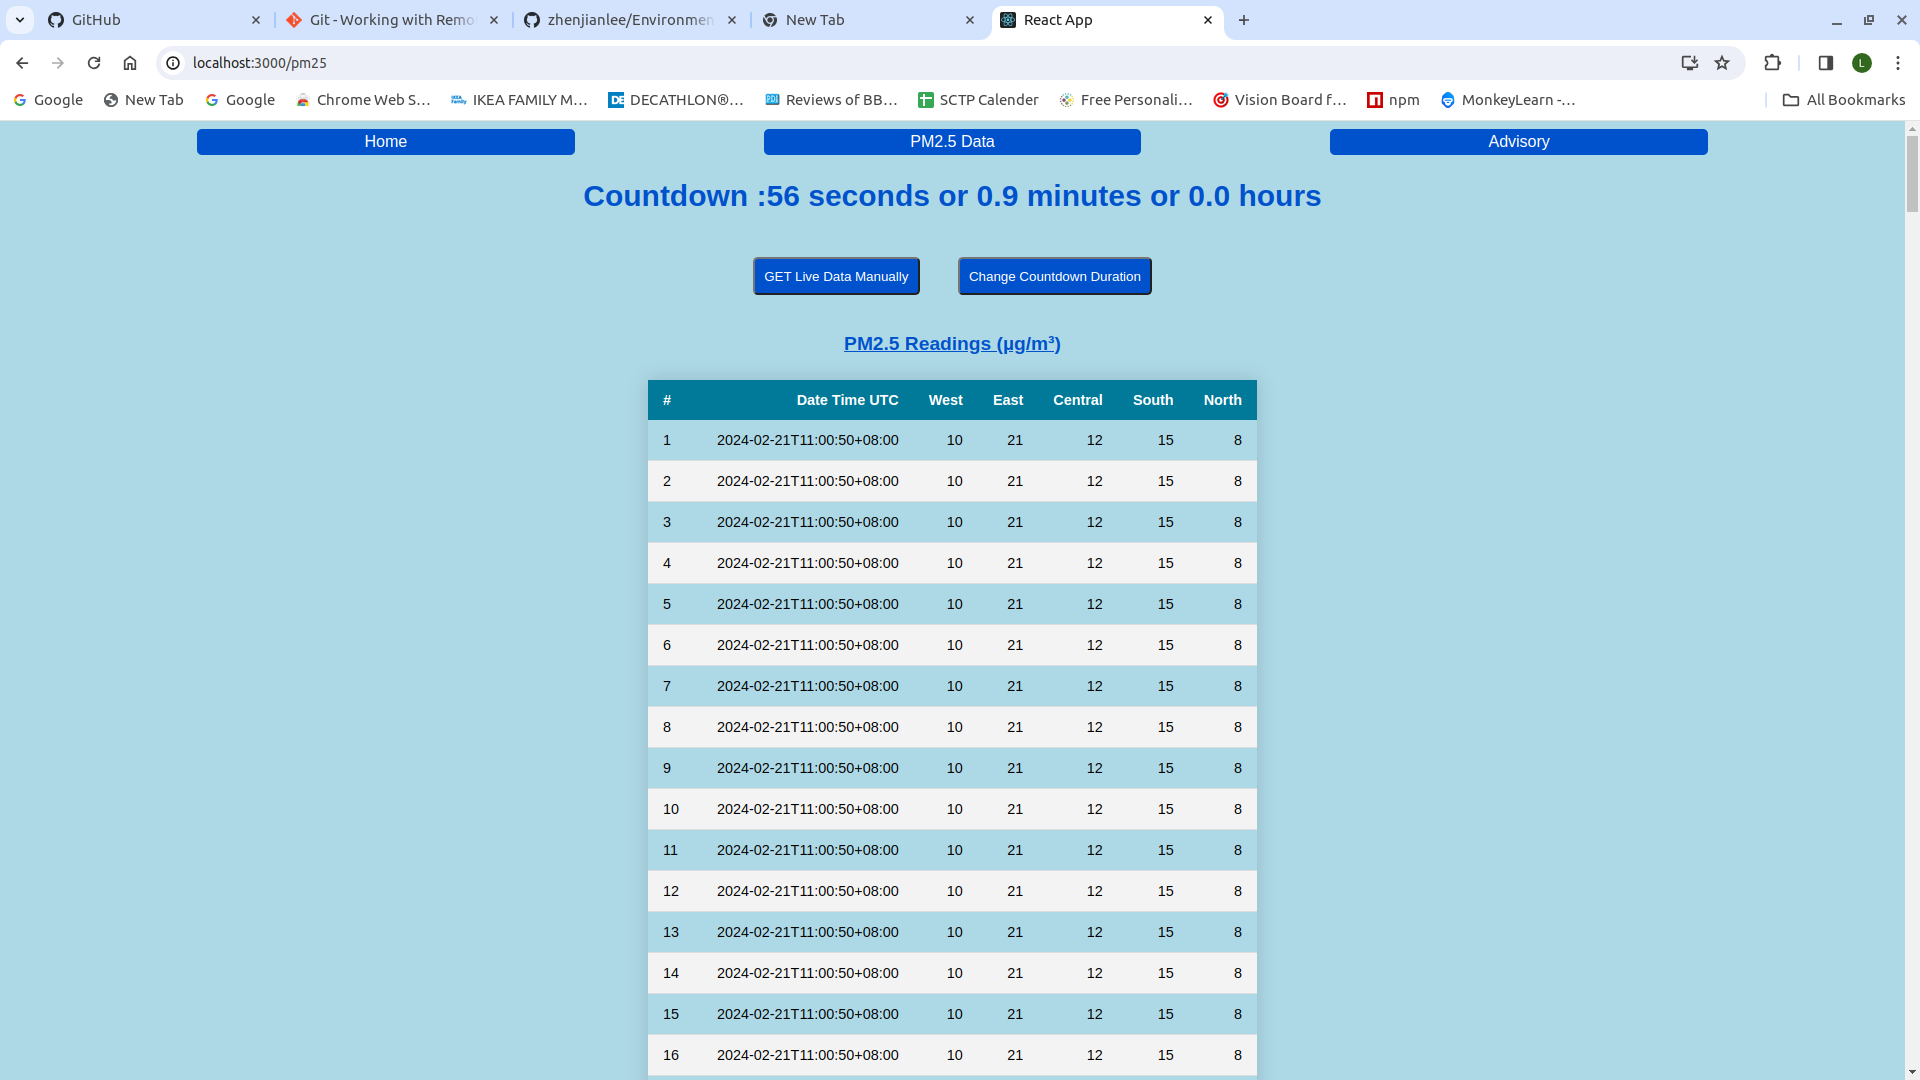 GitHub
Git - Working with Remo
zhenjianlee/Environmen
New Tab
React App
localhost:3000/pm25
L
Google
New Tab
Google
Chrome Web S...
IKEA FAMILY M...
DECATHLON®...
Reviews of BB...
SCTP Calender
Free Personali...
Vision Board f...
npm
MonkeyLearn -...
All Bookmarks
Home
PM2.5 Data
Advisory
Countdown :56 seconds or 0.9 minutes or 0.0 hours
GET Live Data Manually
Change Countdown Duration
PM2.5 Readings (µg/m³)
# Date Time UTC West East Central South North
1 2024-02-21T11:00:50+08:00 10 21 12 15 8
2 2024-02-21T11:00:50+08:00 10 21 12 15 8
3 2024-02-21T11:00:50+08:00 10 21 12 15 8
4 2024-02-21T11:00:50+08:00 10 21 12 15 8
5 2024-02-21T11:00:50+08:00 10 21 12 15 8
6 2024-02-21T11:00:50+08:00 10 21 12 15 8
7 2024-02-21T11:00:50+08:00 10 21 12 15 8
8 2024-02-21T11:00:50+08:00 10 21 12 15 8
9 2024-02-21T11:00:50+08:00 10 21 12 15 8
10 2024-02-21T11:00:50+08:00 10 21 12 15 8
11 2024-02-21T11:00:50+08:00 10 21 12 15 8
12 2024-02-21T11:00:50+08:00 10 21 12 15 8
13 2024-02-21T11:00:50+08:00 10 21 12 15 8
14 2024-02-21T11:00:50+08:00 10 21 12 15 8
15 2024-02-21T11:00:50+08:00 10 21 12 15 8
16 2024-02-21T11:00:50+08:00 10 21 12 15 8